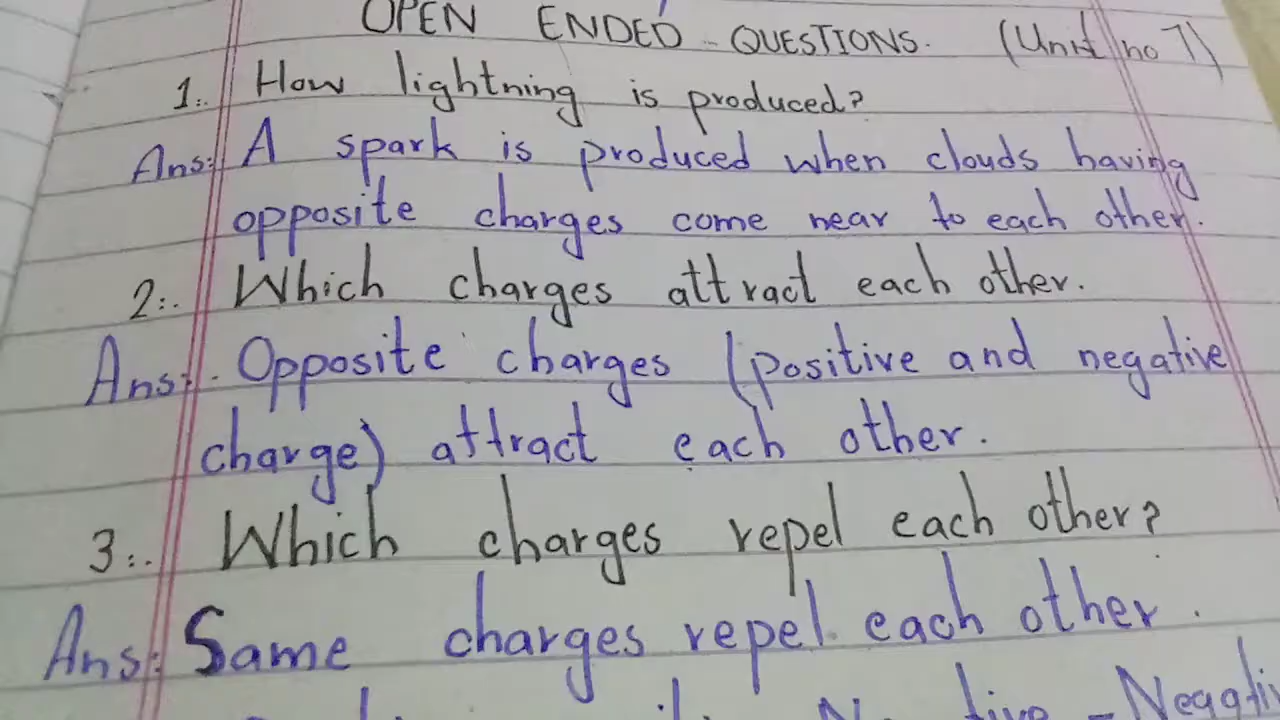 OPEN ENDED QUESTIONS. (Unit no 7)
1:. How lightning is produced?
Ans:. A spark is produced when clouds having
opposite charges come near to each other.
2:. Which charges attract each other.
Ans:. Opposite charges (positive and negative
charge) attract each other.
3:. Which charges repel each other?
Ans:. Same charges repel each other.